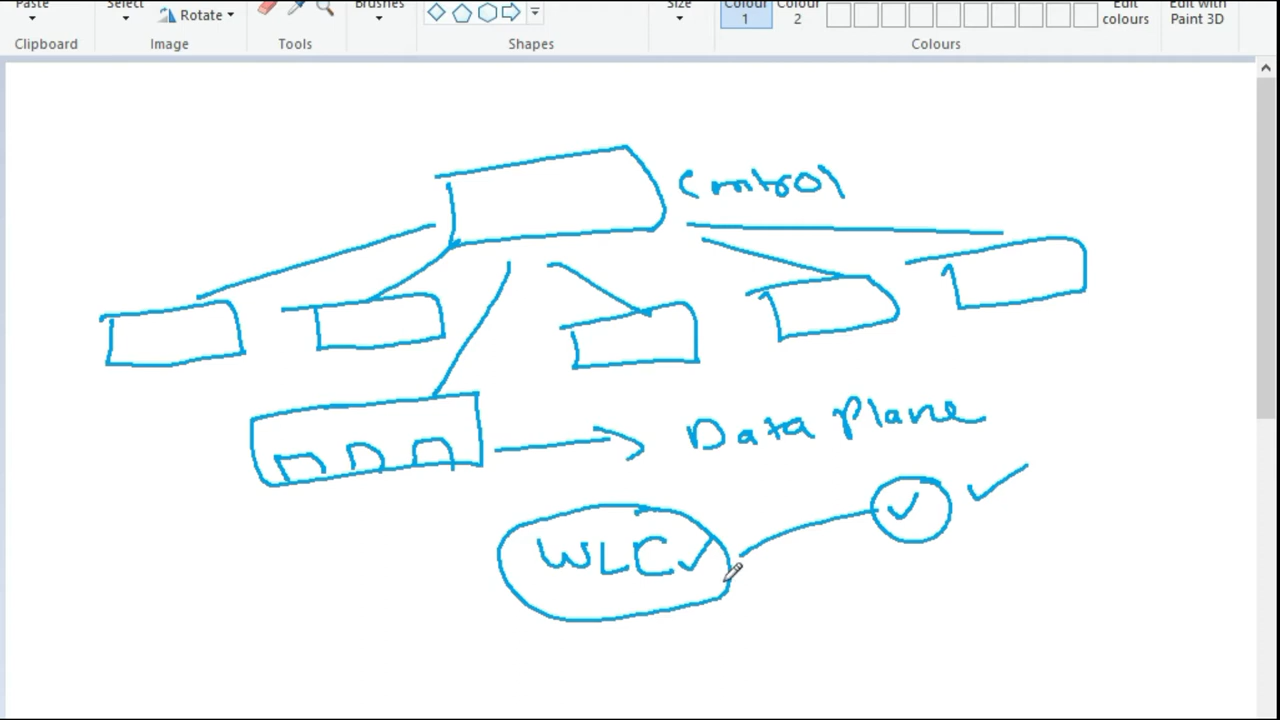 Paste
Select
Rotate
Brushes
Size
Colour 1
Colour 2
Edit colours
Edit with Paint 3D
Clipboard
Image
Tools
Shapes
Colours
Control
Data Plane
WLC